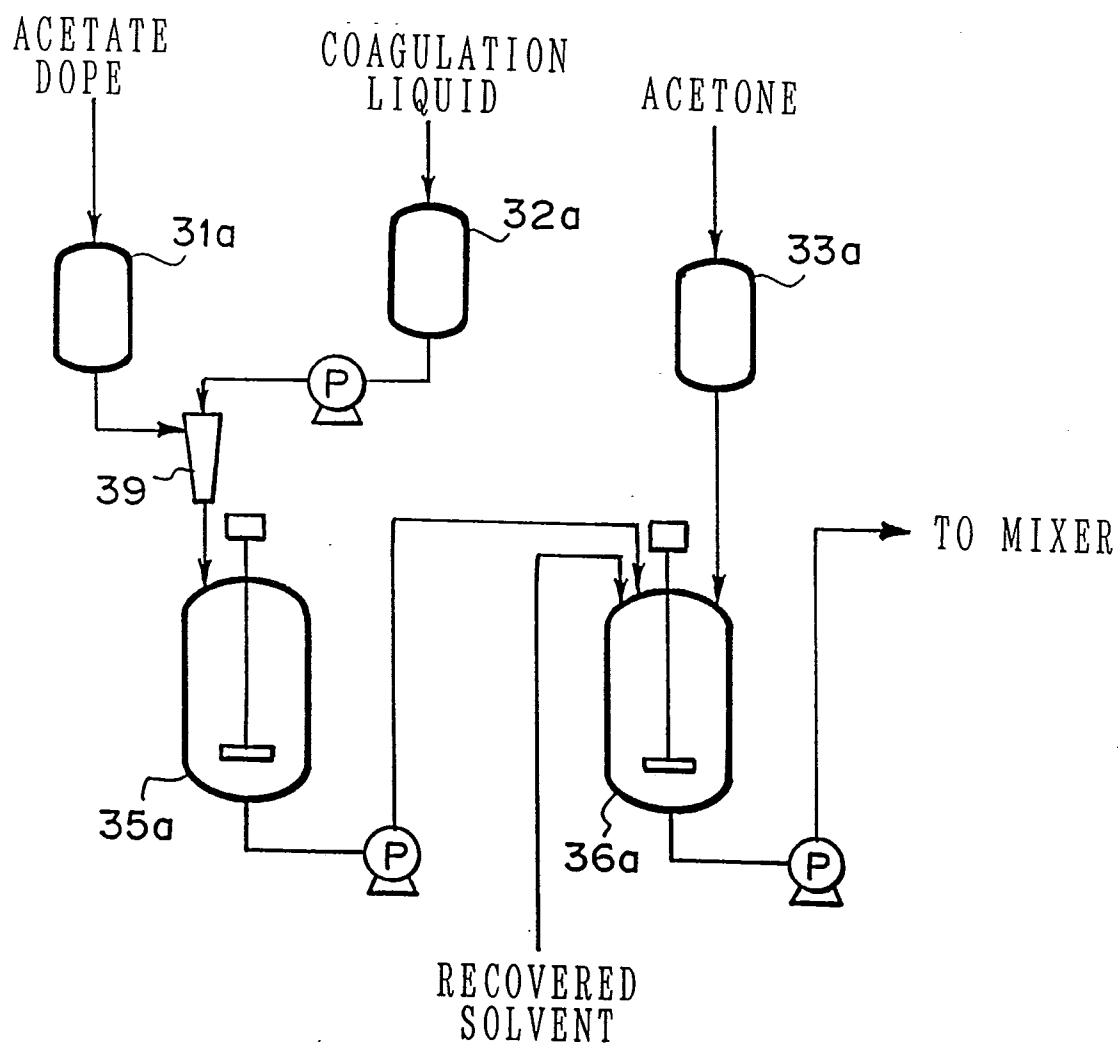 ACETATE
DOPE
COAGULATION
LIQUID
ACETONE
31a
32a
33a
P
39
TO MIXER
35a
P
36a
P
RECOVERED
SOLVENT